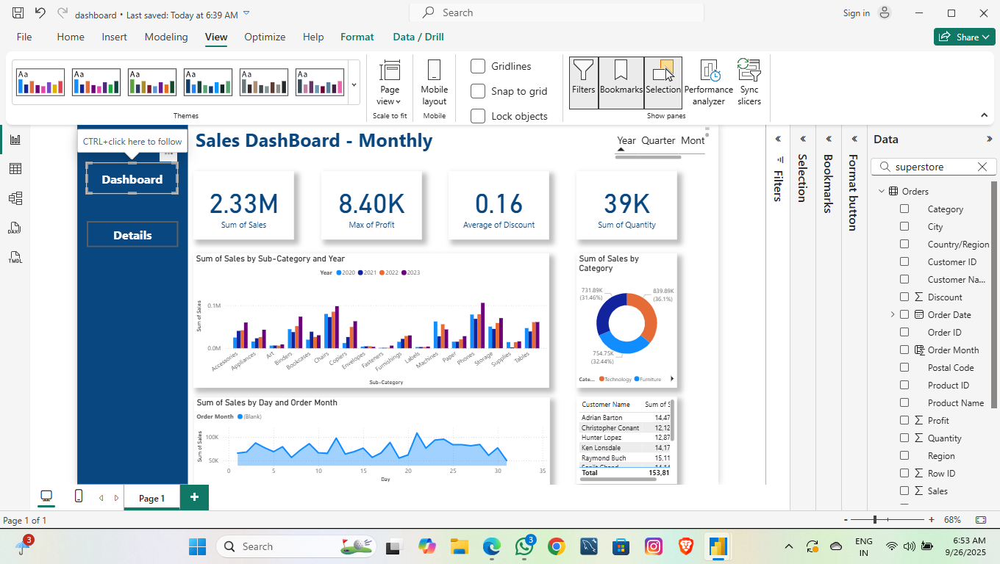 dashboard • Last saved: Today at 6:39 AM
Search
Sign in
File
Home
Insert
Modeling
View
Optimize
Help
Format
Data / Drill
Share
Aa
Aa
Aa
Aa
Aa
Aa
Themes
Page view
Scale to fit
Mobile layout
Mobile
Gridlines
Snap to grid
Lock objects
Filters
Bookmarks
Selection
Performance analyzer
Sync slicers
Show panes
CTRL+click here to follow
Dashboard
Details
Sales DashBoard - Monthly
Year Quarter Mont
2.33M
Sum of Sales
8.40K
Max of Profit
0.16
Average of Discount
39K
Sum of Quantity
Sum of Sales by Sub-Category and Year
Year 2020 2021 2022 2023
Sum of Sales
0.1M
0.0M
Accessories
Appliances
Art
Binders
Bookcases
Chairs
Copiers
Envelopes
Fasteners
Furnishings
Labels
Machines
Paper
Phones
Storage
Supplies
Tables
Sub-Category
Sum of Sales by Category
731.89K (31.46%)
839.89K (36.1%)
754.75K (32.44%)
Cate... Technology Furniture
Sum of Sales by Day and Order Month
Order Month (Blank)
Sum of Sales
100K
50K
0 5 10 15 20 25 30 35
Day
Customer Name Sum of S
Adrian Barton 14,47
Christopher Conant 12,12
Hunter Lopez 12,87
Ken Lonsdale 14,17
Raymond Buch 15,11
Total 153,81
Filters
Selection
Bookmarks
Format button
Data
superstore
Orders
Category
City
Country/Region
Customer ID
Customer Na...
Discount
Order Date
Order ID
Order Month
Postal Code
Product ID
Product Name
Profit
Quantity
Region
Row ID
Sales
Page 1
Page 1 of 1
- + 68%
3
Search
3
ENG
IN
6:53 AM
9/26/2025
DAX
TMDL